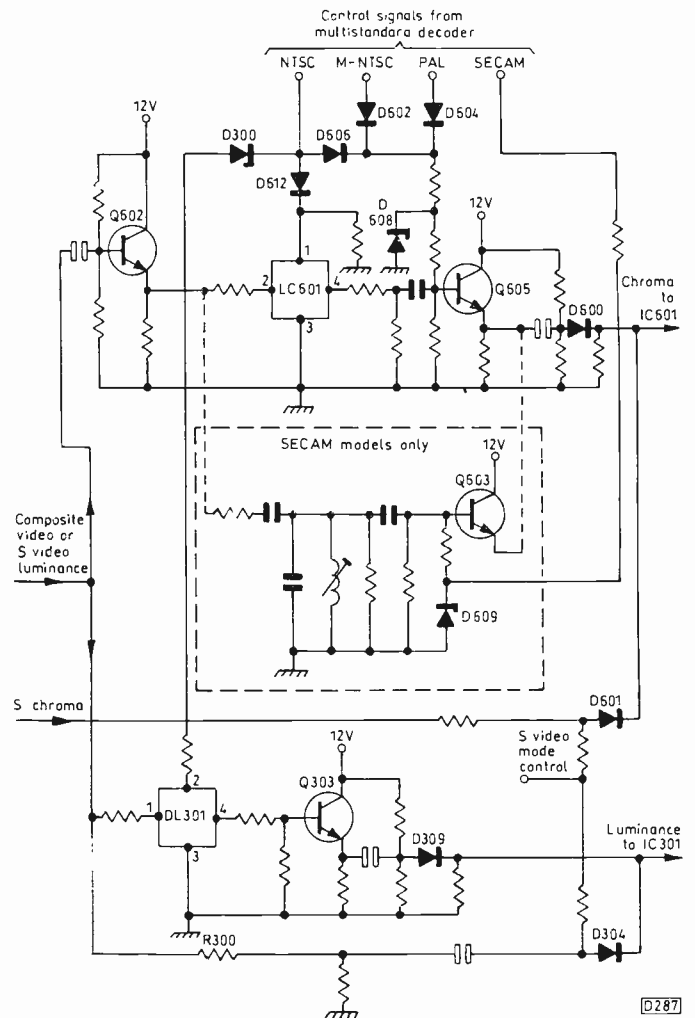 Control signals from
multistandara decoder
NTSC M-NTSC PAL SECAM
12V
D300
D606
D602
D604
D612
Q602
D
608
12V
1
2
LC601
4
3
Q605
D600
Chroma
to
IC601
SECAM models only
12V
Q603
D609
Composite
video or
S video
luminance
S chroma
D601
S video
mode
control
12V
Q303
2
1
DL301
4
3
D309
Luminance
to IC301
R300
D304
D287